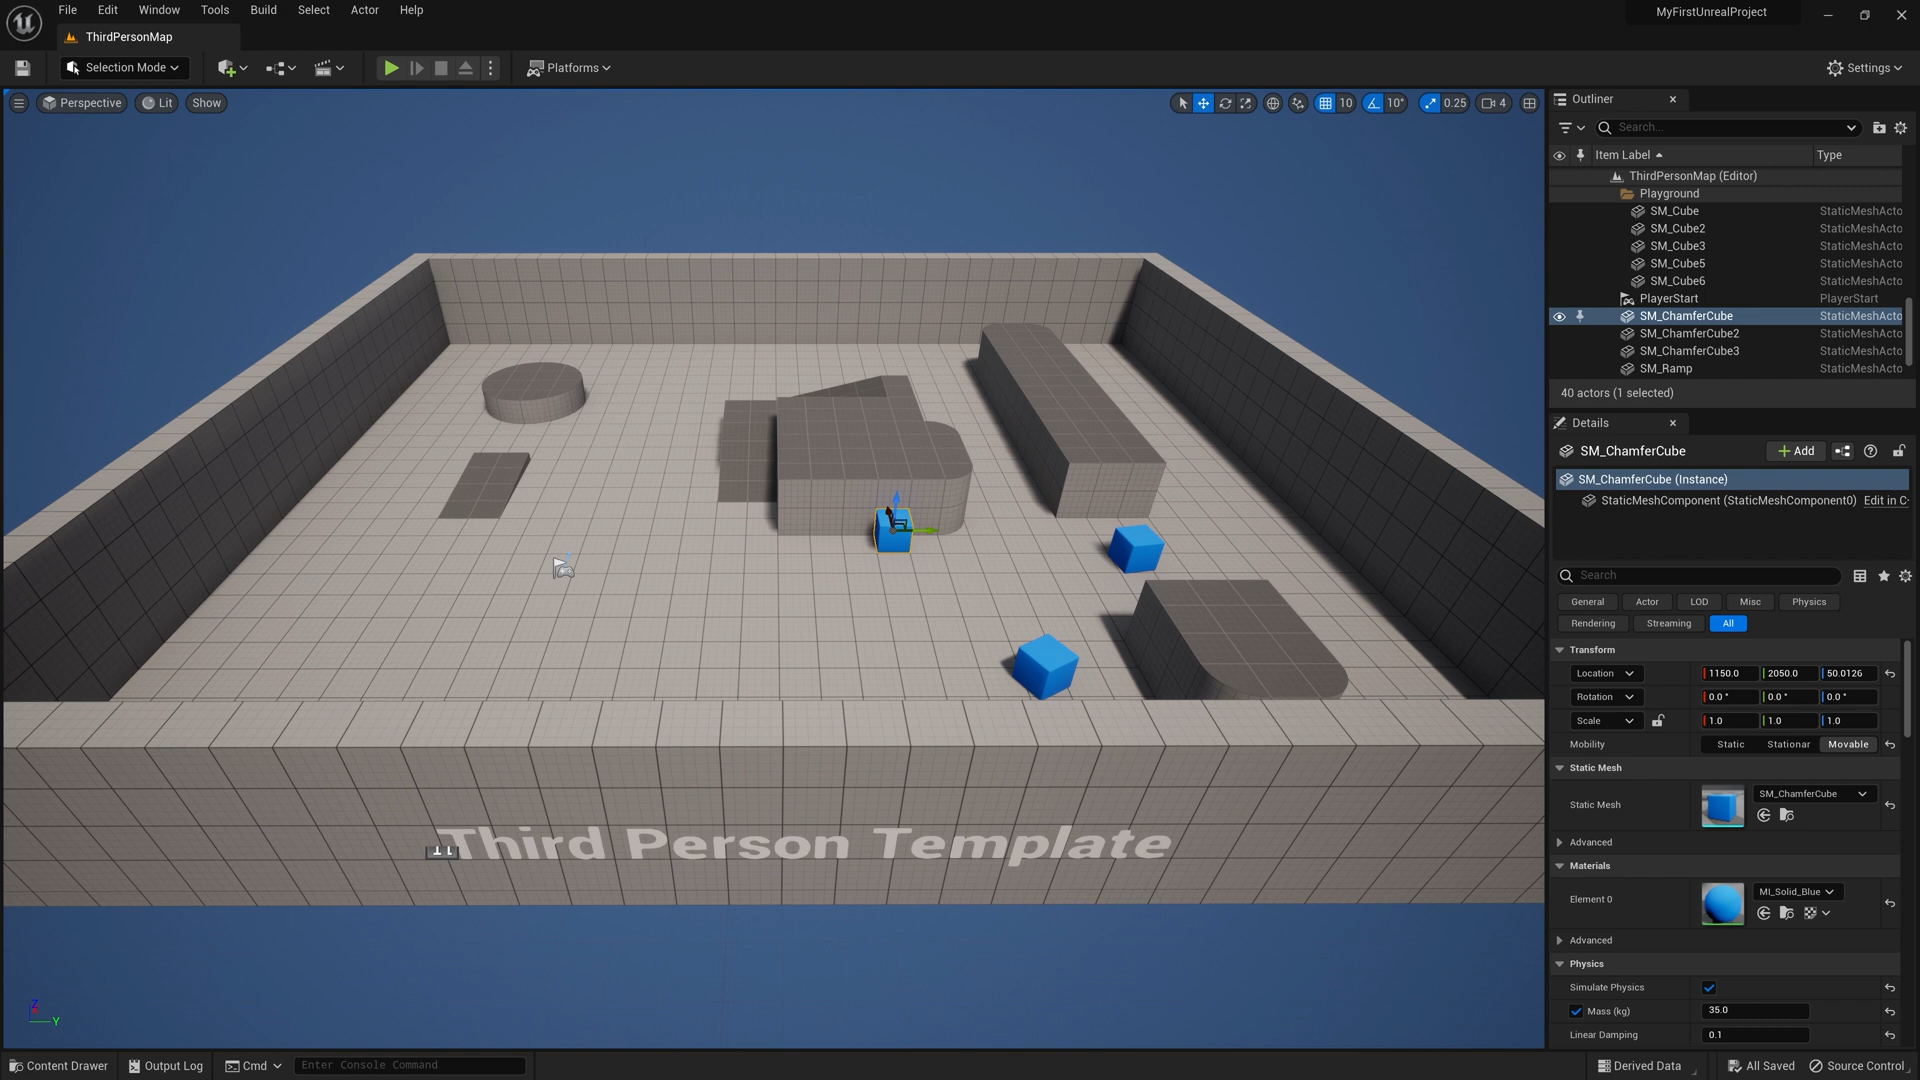 File Edit Window Tools Build Select Actor Help
MyFirstUnrealProject
ThirdPersonMap
Selection Mode
Platforms
Settings
Perspective Lit Show
10 10° 0.25 4
Outliner
Search...
Item Label Type
ThirdPersonMap (Editor)
Playground
SM_Cube StaticMeshActo
SM_Cube2 StaticMeshActo
SM_Cube3 StaticMeshActo
SM_Cube5 StaticMeshActo
SM_Cube6 StaticMeshActo
PlayerStart PlayerStart
SM_ChamferCube StaticMeshActo
SM_ChamferCube2 StaticMeshActo
SM_ChamferCube3 StaticMeshActo
SM_Ramp StaticMeshActo
40 actors (1 selected)
Details
SM_ChamferCube + Add
SM_ChamferCube (Instance)
StaticMeshComponent (StaticMeshComponent0) Edit in C
Search
General Actor LOD Misc Physics
Rendering Streaming All
Transform
Location 1150.0 2050.0 50.0126
Rotation 0.0 ° 0.0 ° 0.0 °
Scale 1.0 1.0 1.0
Mobility Static Stationar Movable
Static Mesh
Static Mesh SM_ChamferCube
Advanced
Materials
Element 0 MI_Solid_Blue
Advanced
Physics
Simulate Physics
Mass (kg) 35.0
Linear Damping 0.1
Third Person Template
Z
Y
Content Drawer Output Log Cmd Enter Console Command
Derived Data All Saved Source Control